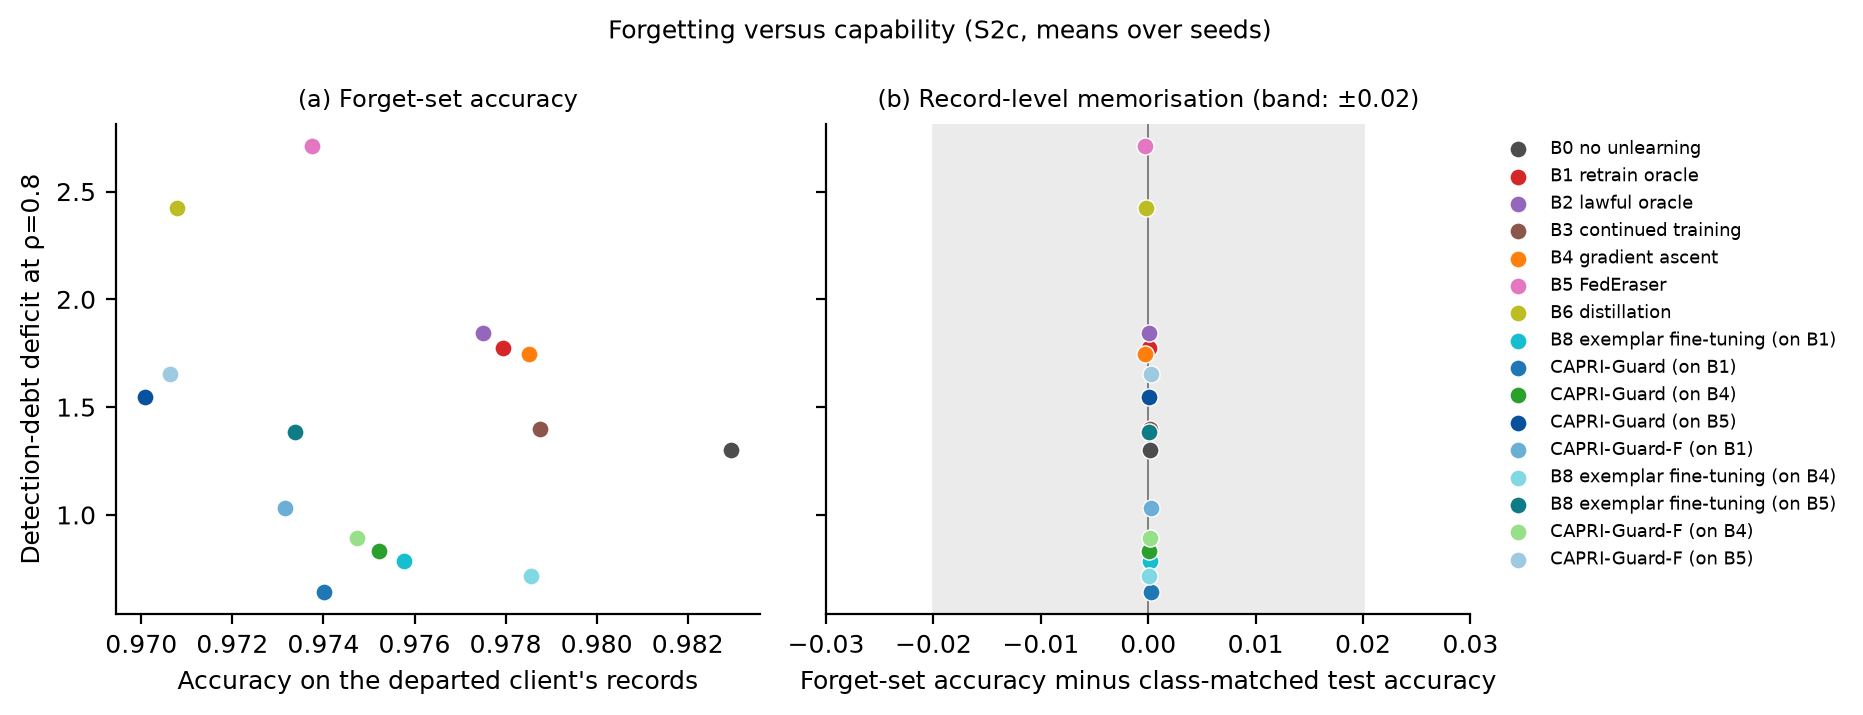 Forgetting versus capability (S2c, means over seeds)
(a) Forget-set accuracy
Detection-debt deficit at ρ=0.8
2.5
2.0
1.5
1.0
0.970 0.972 0.974 0.976 0.978 0.980 0.982
Accuracy on the departed client's records
(b) Record-level memorisation (band: ±0.02)
−0.03 −0.02 −0.01 0.00 0.01 0.02 0.03
Forget-set accuracy minus class-matched test accuracy
B0 no unlearning
B1 retrain oracle
B2 lawful oracle
B3 continued training
B4 gradient ascent
B5 FedEraser
B6 distillation
B8 exemplar fine-tuning (on B1)
CAPRI-Guard (on B1)
CAPRI-Guard (on B4)
CAPRI-Guard (on B5)
CAPRI-Guard-F (on B1)
B8 exemplar fine-tuning (on B4)
B8 exemplar fine-tuning (on B5)
CAPRI-Guard-F (on B4)
CAPRI-Guard-F (on B5)